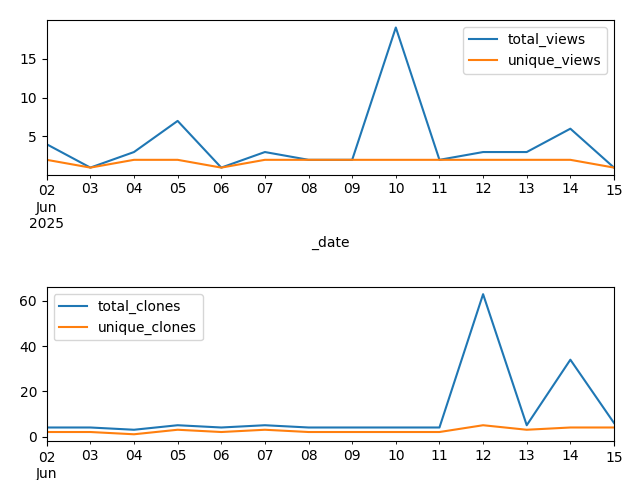 15
10
5
total_views
unique_views
02 03 04 05 06 07 08 09 10 11 12 13 14 15
Jun
2025
_date
60
40
20
0
total_clones
unique_clones
02 03 04 05 06 07 08 09 10 11 12 13 14 15
Jun